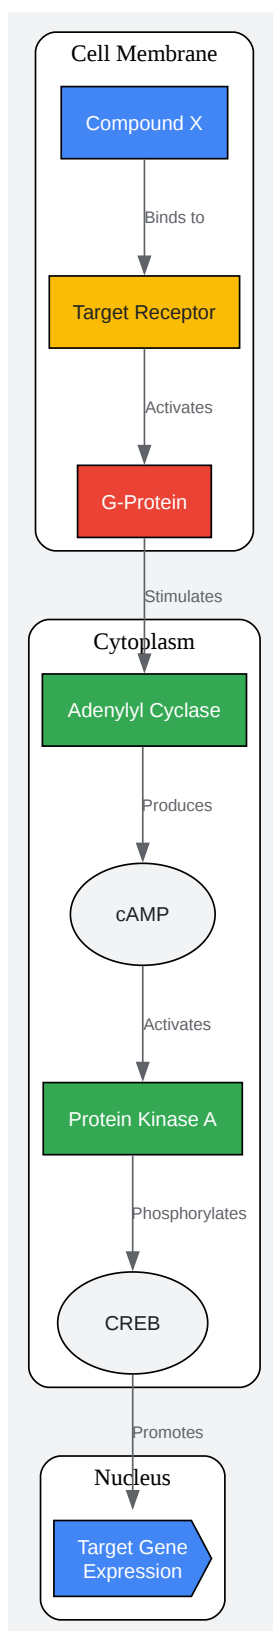 Cell Membrane
Compound X
Binds to
Target Receptor
Activates
G-Protein
Stimulates
Cytoplasm
Adenylyl Cyclase
Produces
cAMP
Activates
Protein Kinase A
Phosphorylates
CREB
Promotes
Nucleus
Target Gene
Expression